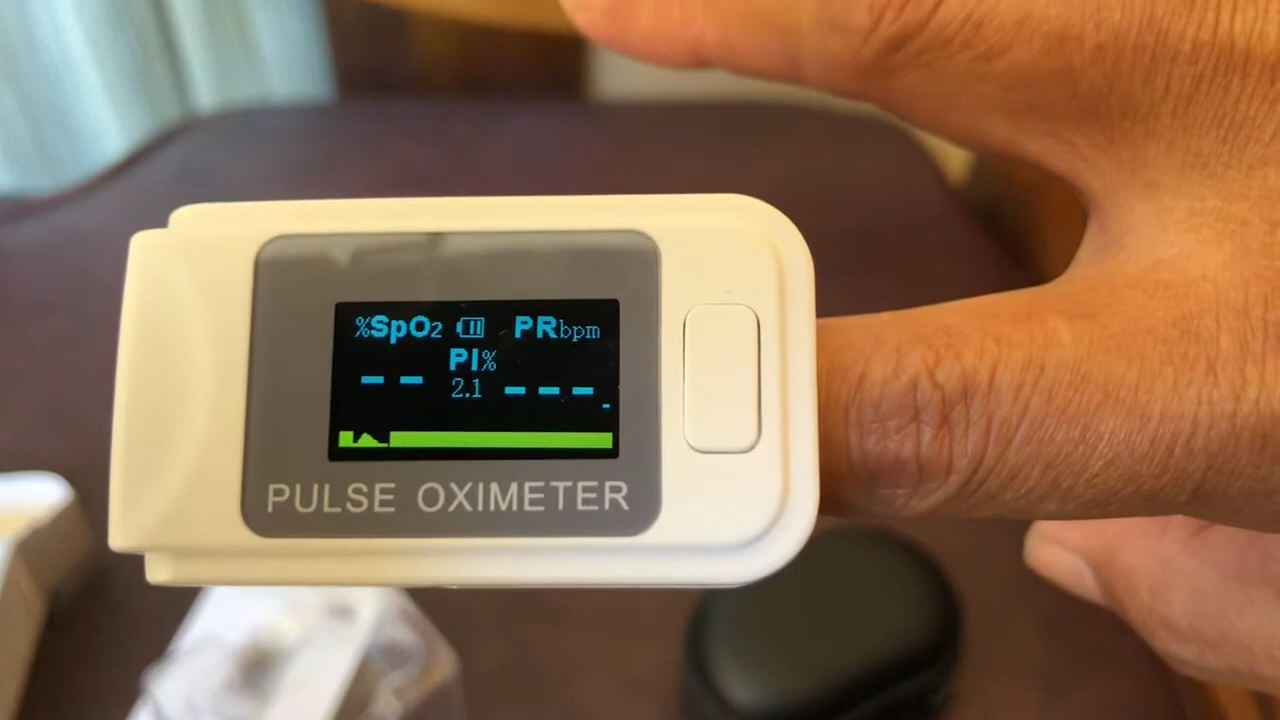 %SpO2 PRbpm
PI%
-- 2.1 ---
PULSE OXIMETER